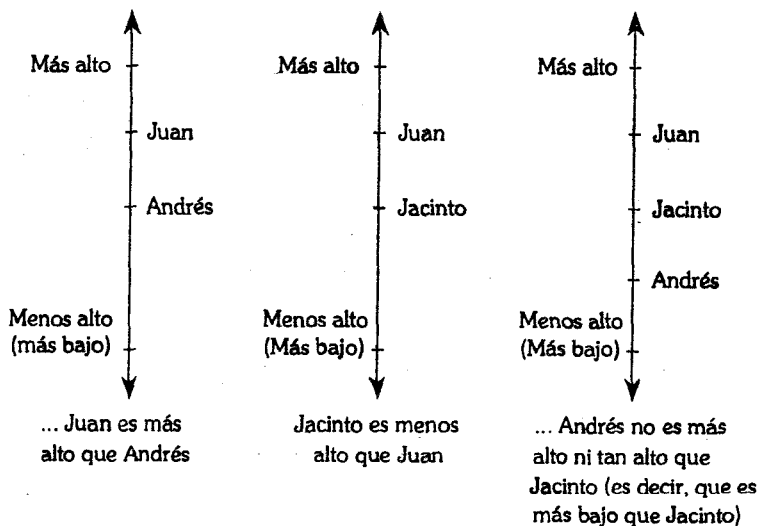 Más alto
Juan
Andrés
Menos alto
(más bajo)
... Juan es más
alto que Andrés
Más alto
Juan
Jacinto
Menos alto
(Más bajo)
Jacinto es menos
alto que Juan
Más alto
Juan
Jacinto
Andrés
Menos alto
(Más bajo)
... Andrés no es más
alto ni tan alto que
Jacinto (es decir, que es
más bajo que Jacinto)